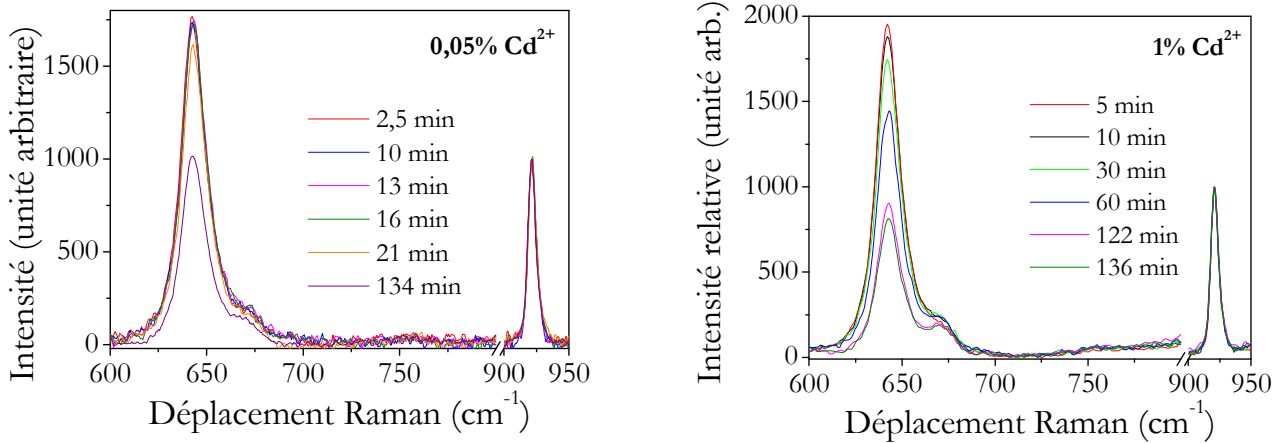 0,05% Cd²⁺
2,5 min
10 min
13 min
16 min
21 min
134 min
1500
1000
500
0
600
650
700
900
950
Intensité (unité arbitraire)
Déplacement Raman (cm⁻¹)
1% Cd²⁺
5 min
10 min
30 min
60 min
122 min
136 min
2000
1500
1000
500
0
600
650
700
750
900
950
Intensité relative (unité arb.)
Déplacement Raman (cm⁻¹)